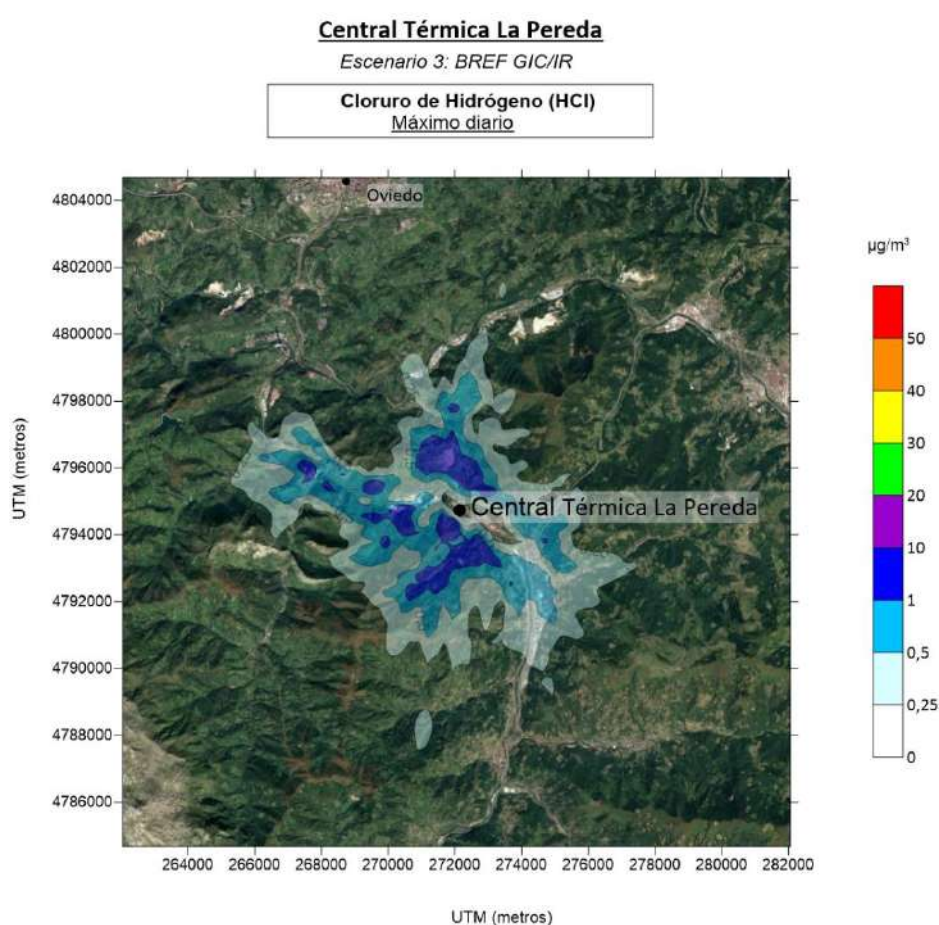 Central Térmica La Pereda
Escenario 3: BREF GIC/IR
Cloruro de Hidrógeno (HCl)
Máximo diario
Oviedo
Central Térmica La Pereda
UTM (metros)
4804000
4802000
4800000
4798000
4796000
4794000
4792000
4790000
4788000
4786000
264000 266000 268000 270000 272000 274000 276000 278000 280000 282000
UTM (metros)
µg/m³
50
40
30
20
10
1
0,5
0,25
0